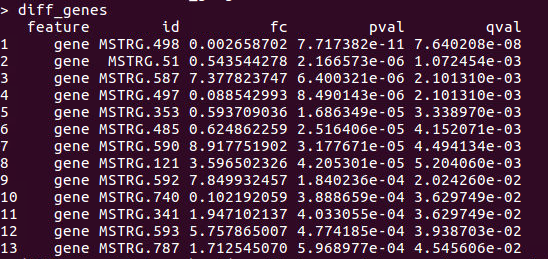 > diff_genes
   feature        id          fc         pval         qval
1     gene MSTRG.498 0.002658702 7.717382e-11 7.640208e-08
2     gene  MSTRG.51 0.543544278 2.166573e-06 1.072454e-03
3     gene MSTRG.587 7.377823747 6.400321e-06 2.101310e-03
4     gene MSTRG.497 0.088542993 8.490143e-06 2.101310e-03
5     gene MSTRG.353 0.593709036 1.686349e-05 3.338970e-03
6     gene MSTRG.485 0.624862259 2.516406e-05 4.152071e-03
7     gene MSTRG.590 8.917751902 3.177671e-05 4.494134e-03
8     gene MSTRG.121 3.596502326 4.205301e-05 5.204060e-03
9     gene MSTRG.592 7.849932457 1.840236e-04 2.024260e-02
10    gene MSTRG.740 0.102192059 3.888659e-04 3.629749e-02
11    gene MSTRG.341 1.947102137 4.033055e-04 3.629749e-02
12    gene MSTRG.593 5.757865007 4.774185e-04 3.938703e-02
13    gene MSTRG.787 1.712545070 5.968977e-04 4.545606e-02